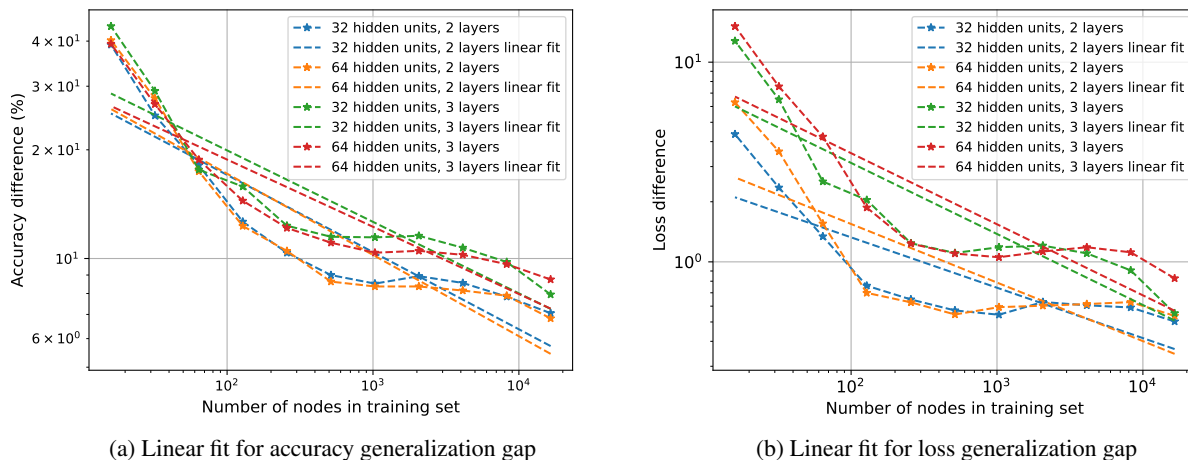 32 hidden units, 2 layers
32 hidden units, 2 layers linear fit
64 hidden units, 2 layers
64 hidden units, 2 layers linear fit
32 hidden units, 3 layers
32 hidden units, 3 layers linear fit
64 hidden units, 3 layers
64 hidden units, 3 layers linear fit
Accuracy difference (%)
4 × 10¹
3 × 10¹
2 × 10¹
10¹
6 × 10⁰
10² 10³ 10⁴
Number of nodes in training set
(a) Linear fit for accuracy generalization gap
32 hidden units, 2 layers
32 hidden units, 2 layers linear fit
64 hidden units, 2 layers
64 hidden units, 2 layers linear fit
32 hidden units, 3 layers
32 hidden units, 3 layers linear fit
64 hidden units, 3 layers
64 hidden units, 3 layers linear fit
Loss difference
10¹
10⁰
10² 10³ 10⁴
Number of nodes in training set
(b) Linear fit for loss generalization gap